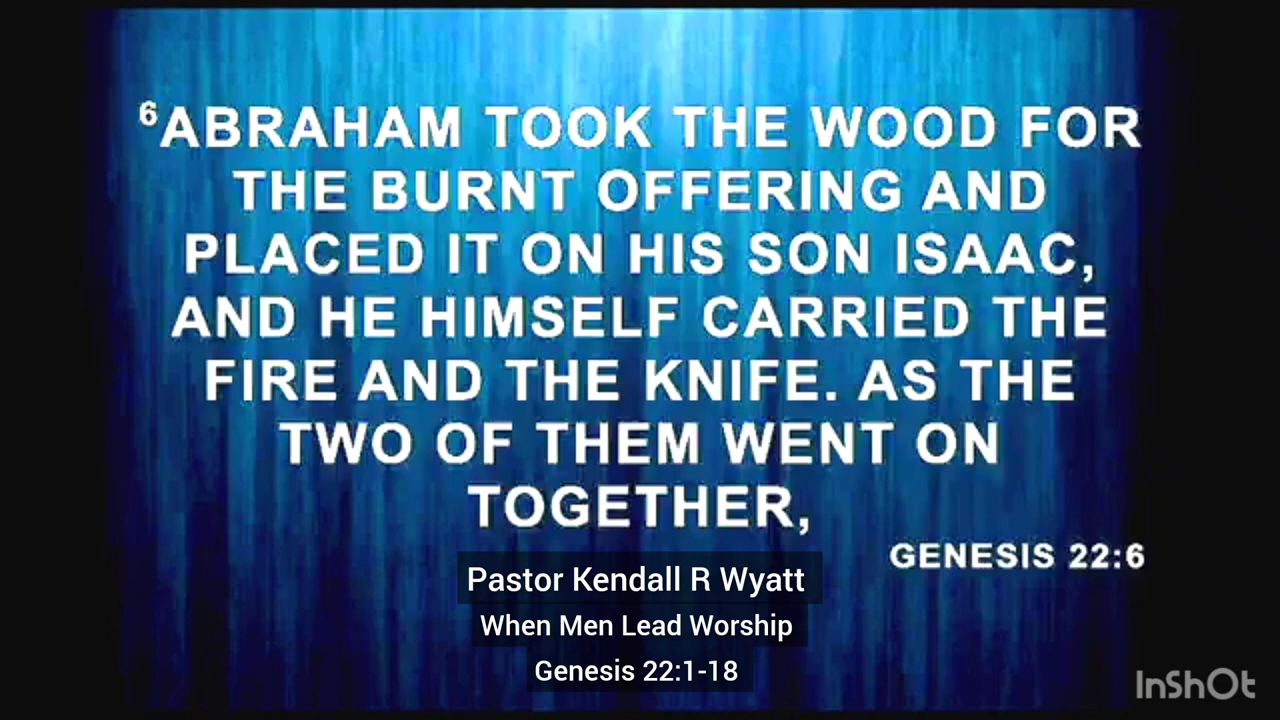 ⁶ABRAHAM TOOK THE WOOD FOR
THE BURNT OFFERING AND
PLACED IT ON HIS SON ISAAC,
AND HE HIMSELF CARRIED THE
FIRE AND THE KNIFE. AS THE
TWO OF THEM WENT ON
TOGETHER,
GENESIS 22:6
Pastor Kendall R Wyatt
When Men Lead Worship
Genesis 22:1-18
InShOt